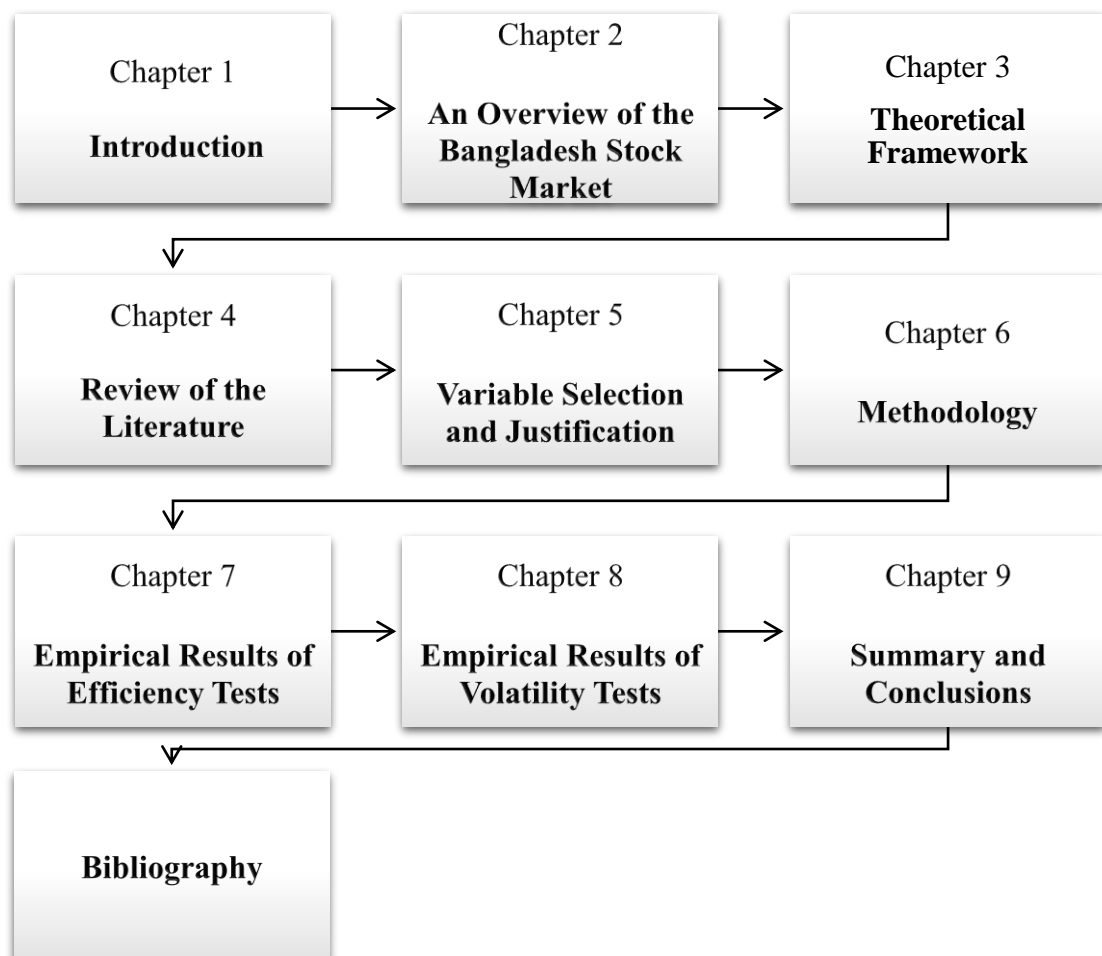 Chapter 1
Introduction
Chapter 2
An Overview of the
Bangladesh Stock
Market
Chapter 3
Theoretical
Framework
Chapter 4
Review of the
Literature
Chapter 5
Variable Selection
and Justification
Chapter 6
Methodology
Chapter 7
Empirical Results of
Efficiency Tests
Chapter 8
Empirical Results of
Volatility Tests
Chapter 9
Summary and
Conclusions
Bibliography